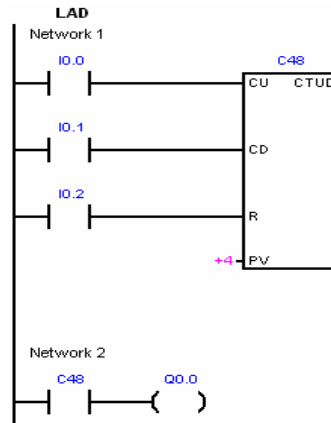 LAD
Network 1
I0.0
C48
CU CTUD
I0.1
CD
I0.2
R
+4 PV
Network 2
C48 Q0.0